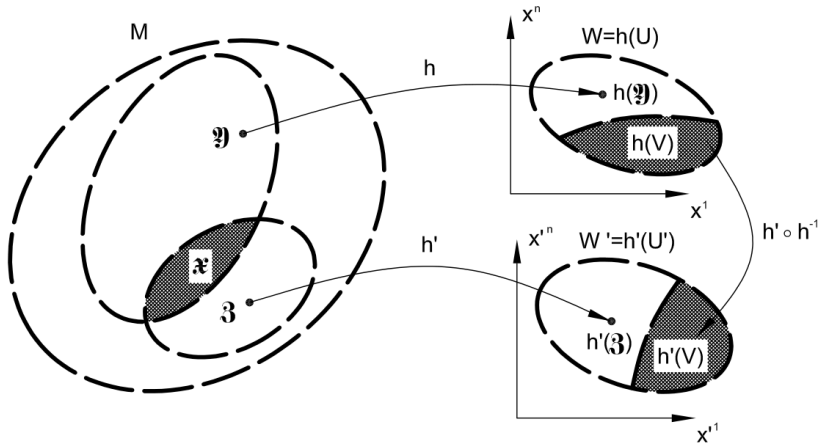 M
𝖄
𝔵
ℨ
h
h'
xⁿ
W=h(U)
h(𝖄)
h(V)
x¹
h' ∘ h⁻¹
x'ⁿ
W'=h'(U')
h'(ℨ)
h'(V)
x'¹